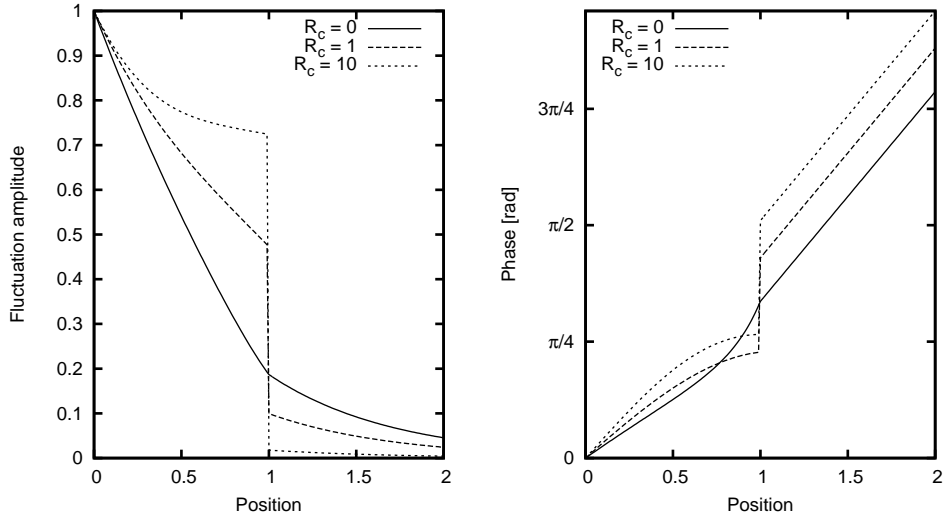 Fluctuation amplitude
1
0.9
0.8
0.7
0.6
0.5
0.4
0.3
0.2
0.1
0
0 0.5 1 1.5 2
Position
R_c = 0
R_c = 1
R_c = 10
Phase [rad]
3π/4
π/2
π/4
0
0 0.5 1 1.5 2
Position
R_c = 0
R_c = 1
R_c = 10